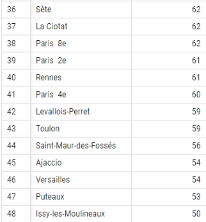 36 Sète 62
37 La Ciotat 62
38 Paris 8e 62
39 Paris 2e 61
40 Rennes 61
41 Paris 4e 60
42 Levallois-Perret 59
43 Toulon 59
44 Saint-Maur-des-Fossés 56
45 Ajaccio 54
46 Versailles 54
47 Puteaux 53
48 Issy-les-Moulineaux 50